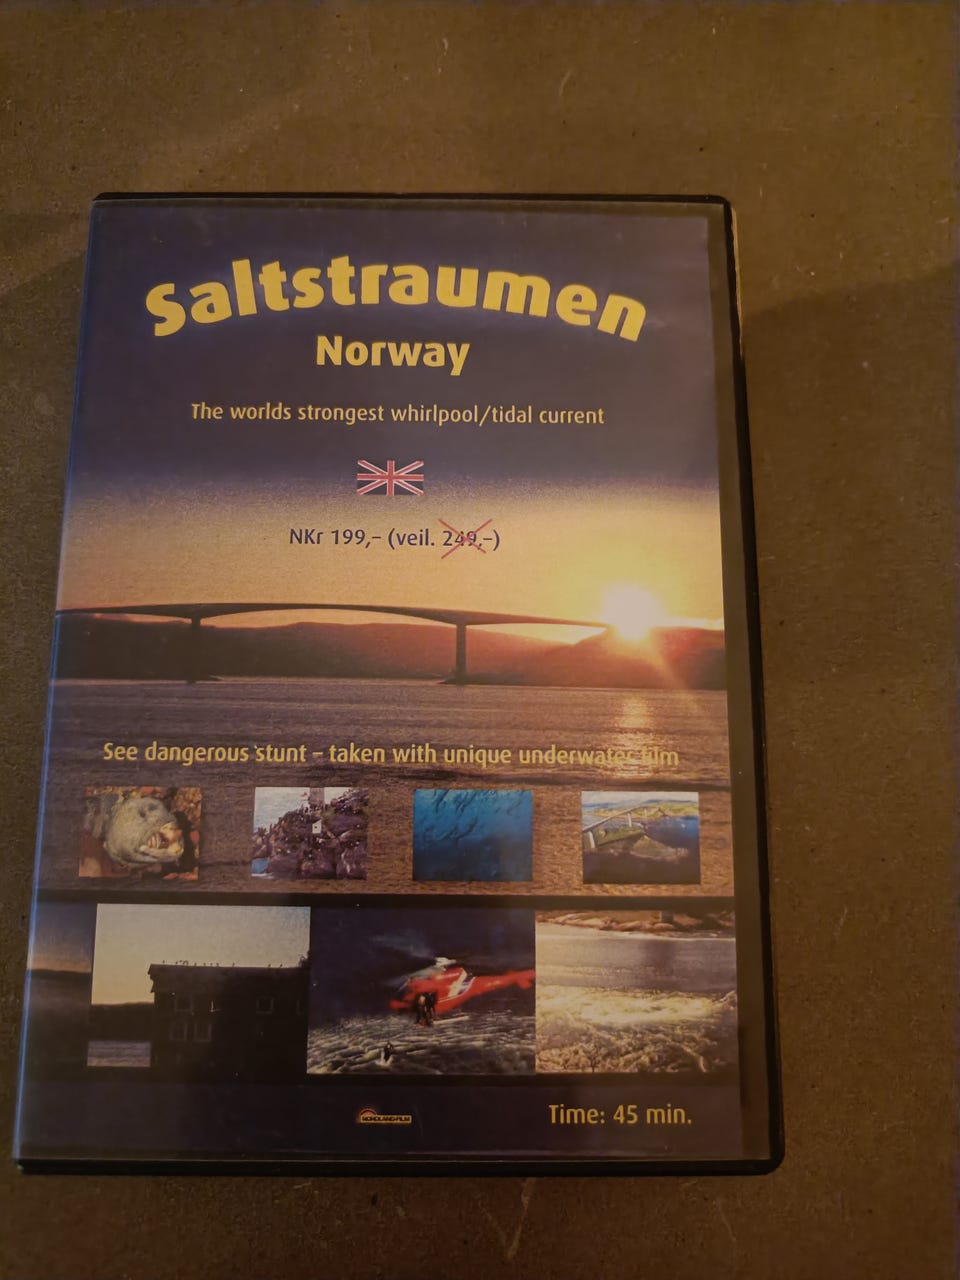 Saltstraumen
Norway
The worlds strongest whirlpool/tidal current
NKr 199,- (veil. 249,-)
See dangerous stunt – taken with unique underwater film
NORDLANDFILM
Time: 45 min.